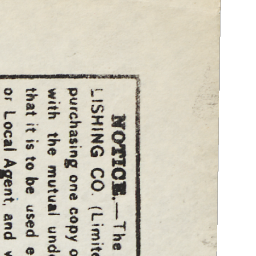 NOTICE.—The
LISHING CO. (Limite
purchasing one copy o
with the mutual unde
that it is to be used e
or Local Agent, and w